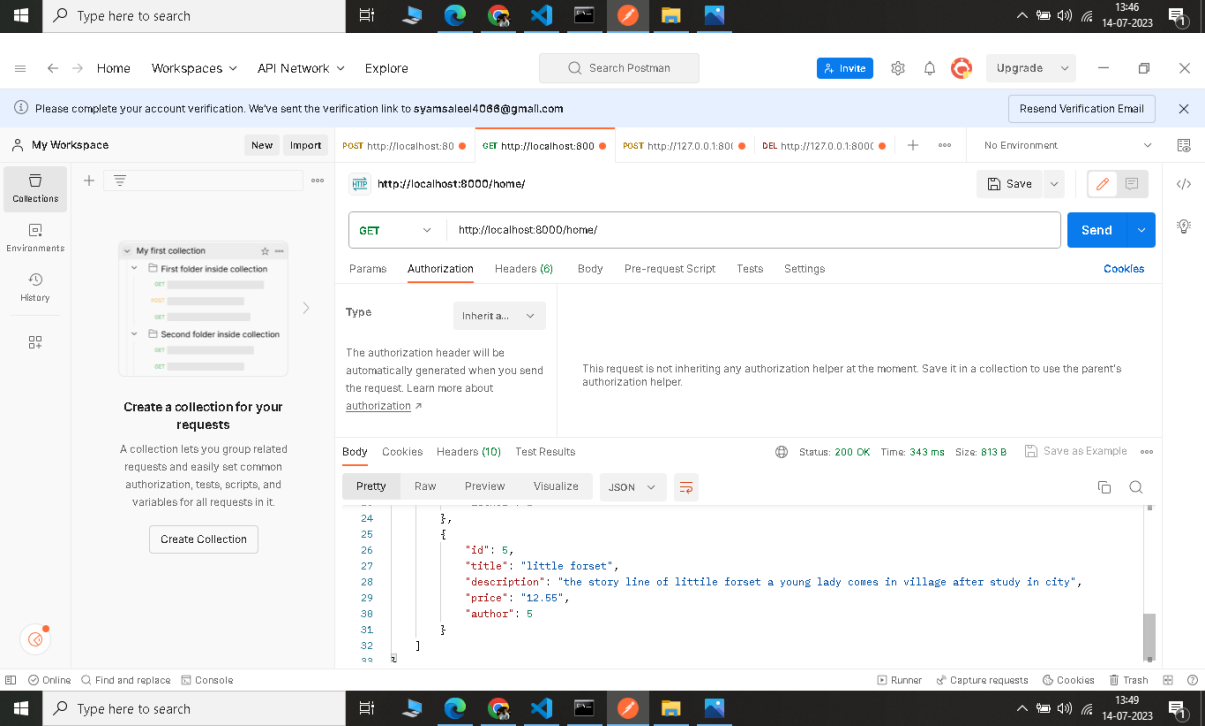 Type here to search
13:46
14-07-2023
1
Home Workspaces API Network Explore
Search Postman
Invite
Upgrade
Please complete your account verification. We've sent the verification link to syamsaleel4066@gmail.com
Resend Verification Email
My Workspace
New Import
POST http://localhost:80
GET http://localhost:800
POST http://127.0.0.1:800
DEL http://127.0.0.1:8000
No Environment
Collections
Environments
History
HTTP http://localhost:8000/home/
Save
GET http://localhost:8000/home/
Send
Params Authorization Headers (6) Body Pre-request Script Tests Settings
Cookies
My first collection
First folder inside collection
GET
POST
GET
Second folder inside collection
GET
GET
Create a collection for your
requests
A collection lets you group related
requests and easily set common
authorization, tests, scripts, and
variables for all requests in it.
Create Collection
Type
Inherit a...
The authorization header will be
automatically generated when you send
the request. Learn more about
authorization ↗
This request is not inheriting any authorization helper at the moment. Save it in a collection to use the parent's
authorization helper.
Body Cookies Headers (10) Test Results
Status: 200 OK Time: 343 ms Size: 813 B
Save as Example
Pretty Raw Preview Visualize
JSON
24 },
25 {
26 "id": 5,
27 "title": "little forset",
28 "description": "the story line of littile forset a young lady comes in village after study in city",
29 "price": "12.55",
30 "author": 5
31 }
32 ]
33 }
Online Find and replace Console
Runner Capture requests Cookies Trash
Type here to search
13:49
14-07-2023
1